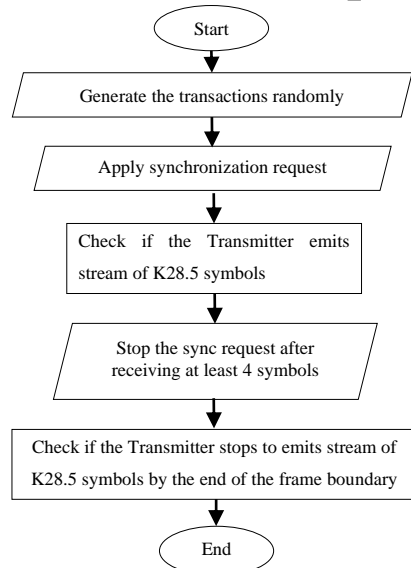 Start
Generate the transactions randomly
Apply synchronization request
Check if the Transmitter emits
stream of K28.5 symbols
Stop the sync request after
receiving at least 4 symbols
Check if the Transmitter stops to emits stream of
K28.5 symbols by the end of the frame boundary
End